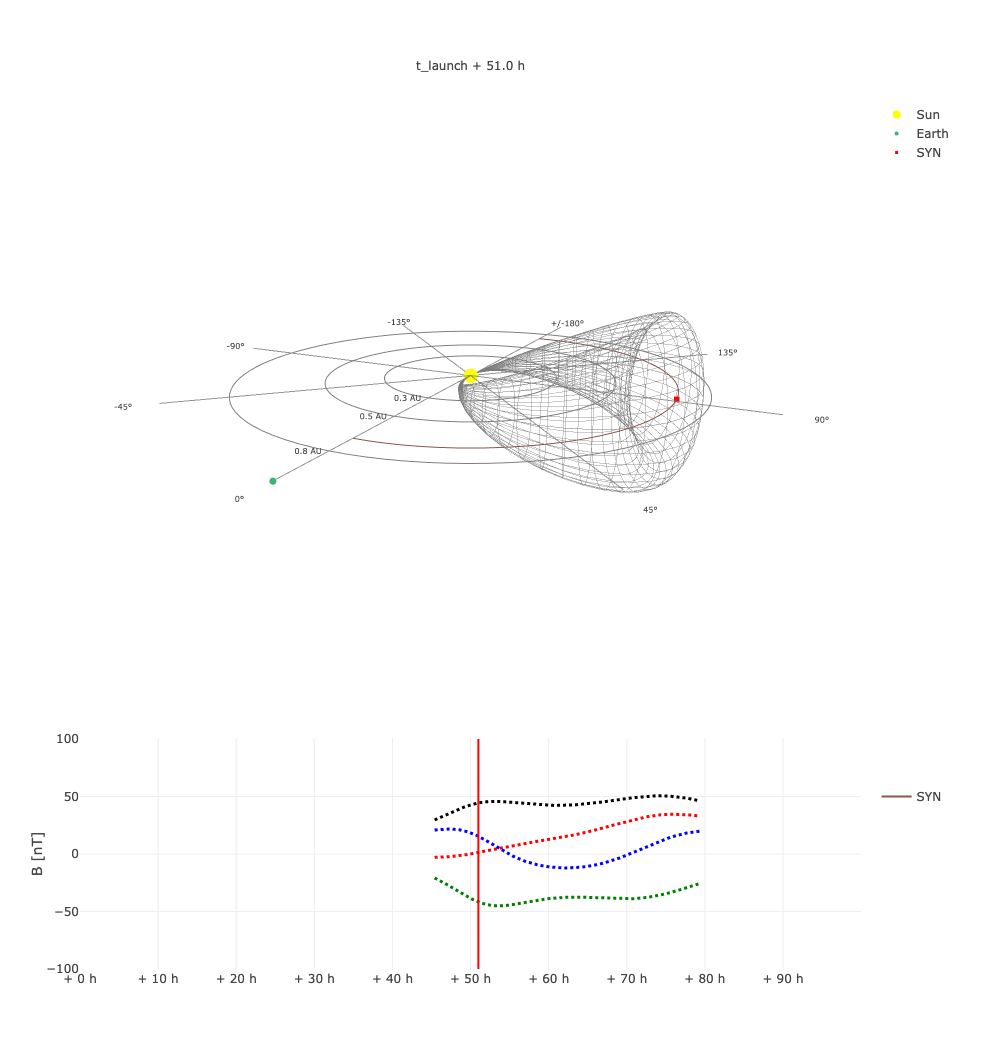 t_launch + 51.0 h
Sun
Earth
SYN
-135°
+/-180°
-90°
135°
-45°
0.3 AU
0.5 AU
90°
0.8 AU
0°
45°
100
50
0
−50
−100
B [nT]
+ 0 h
+ 10 h
+ 20 h
+ 30 h
+ 40 h
+ 50 h
+ 60 h
+ 70 h
+ 80 h
+ 90 h
SYN